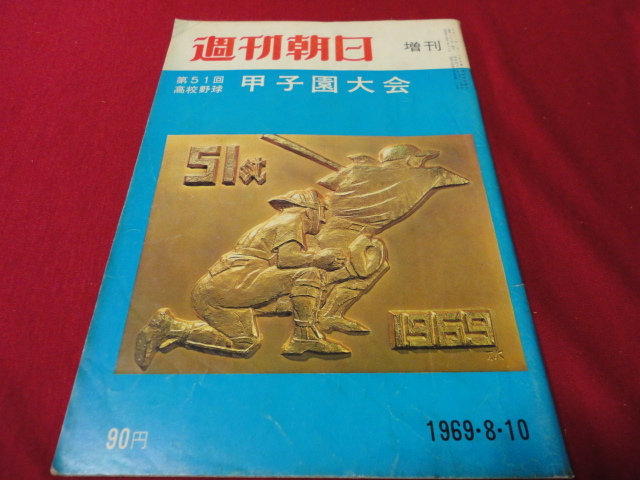 週刊朝日 増刊
第51回
高校野球 甲子園大会
51st
1969
90円 1969・8・10